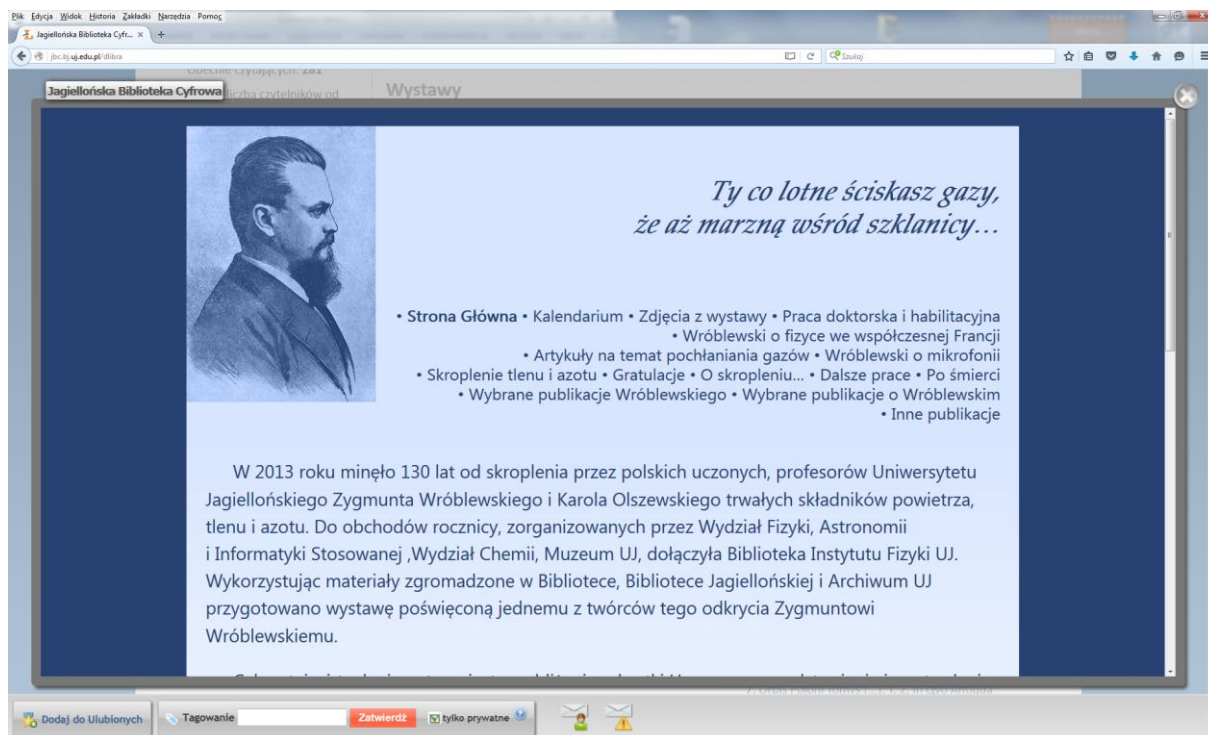 Plik Edycja Widok Historia Zakładki Narzędzia Pomoc
Jagiellońska Biblioteka Cyfr... × +
jbc.bj.uj.edu.pl/dlibra Szukaj
Obecnie czytających: 281
liczba czytelników od
Wystawy
Jagiellońska Biblioteka Cyfrowa
Ty co lotne ściskasz gazy,
że aż marzną wśród szklanicy...
• Strona Główna • Kalendarium • Zdjęcia z wystawy • Praca doktorska i habilitacyjna
• Wróblewski o fizyce we współczesnej Francji
• Artykuły na temat pochłaniania gazów • Wróblewski o mikrofonii
• Skroplenie tlenu i azotu • Gratulacje • O skropleniu... • Dalsze prace • Po śmierci
• Wybrane publikacje Wróblewskiego • Wybrane publikacje o Wróblewskim
• Inne publikacje
W 2013 roku minęło 130 lat od skroplenia przez polskich uczonych, profesorów Uniwersytetu
Jagiellońskiego Zygmunta Wróblewskiego i Karola Olszewskiego trwałych składników powietrza,
tlenu i azotu. Do obchodów rocznicy, zorganizowanych przez Wydział Fizyki, Astronomii
i Informatyki Stosowanej ,Wydział Chemii, Muzeum UJ, dołączyła Biblioteka Instytutu Fizyki UJ.
Wykorzystując materiały zgromadzone w Bibliotece, Bibliotece Jagiellońskiej i Archiwum UJ
przygotowano wystawę poświęconą jednemu z twórców tego odkrycia Zygmuntowi
Wróblewskiemu.
Dodaj do Ulubionych Tagowanie Zatwierdź tylko prywatne